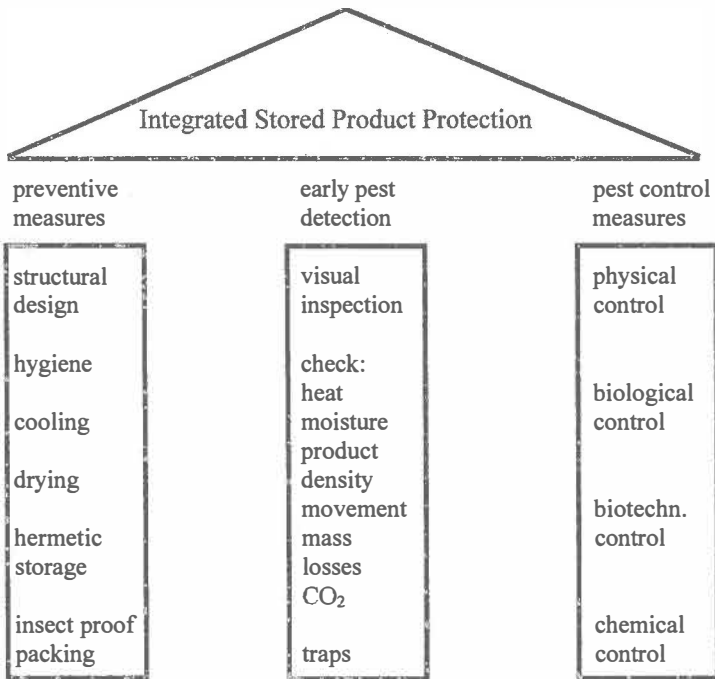 Integrated Stored Product Protection
preventive
measures
structural
design
hygiene
cooling
drying
hermetic
storage
insect proof
packing
early pest
detection
visual
inspection
check:
heat
moisture
product
density
movement
mass
losses
CO₂
traps
pest control
measures
physical
control
biological
control
biotechn.
control
chemical
control